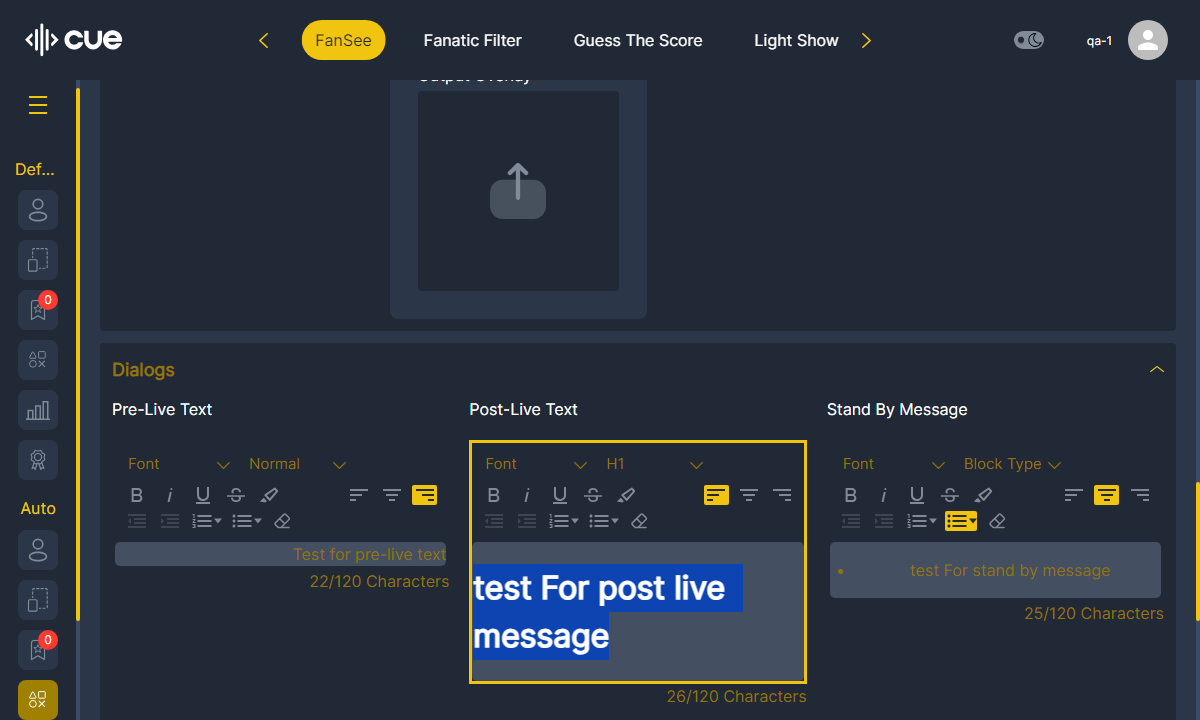 cue
FanSee
Fanatic Filter
Guess The Score
Light Show
qa-1
Output Overlay
Def...
0
Auto
0
Dialogs
Pre-Live Text
Post-Live Text
Stand By Message
Font
Normal
Font
H1
Font
Block Type
B i U S
B i U S
B i U S
Test for pre-live text
22/120 Characters
test For post live
message
26/120 Characters
test For stand by message
25/120 Characters